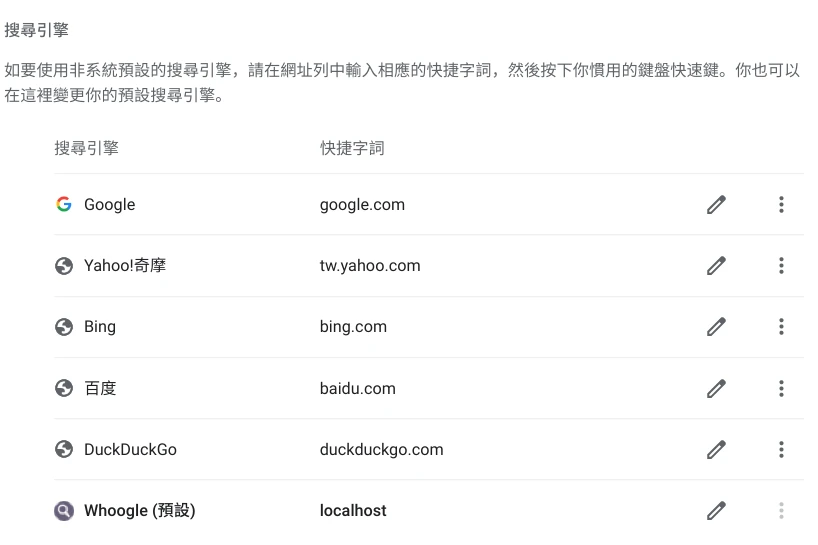 搜尋引擎
如要使用非系統預設的搜尋引擎，請在網址列中輸入相應的快捷字詞，然後按下你慣用的鍵盤快速鍵。你也可以
在這裡變更你的預設搜尋引擎。
搜尋引擎 快捷字詞
Google google.com
Yahoo!奇摩 tw.yahoo.com
Bing bing.com
百度 baidu.com
DuckDuckGo duckduckgo.com
Whoogle (預設) localhost